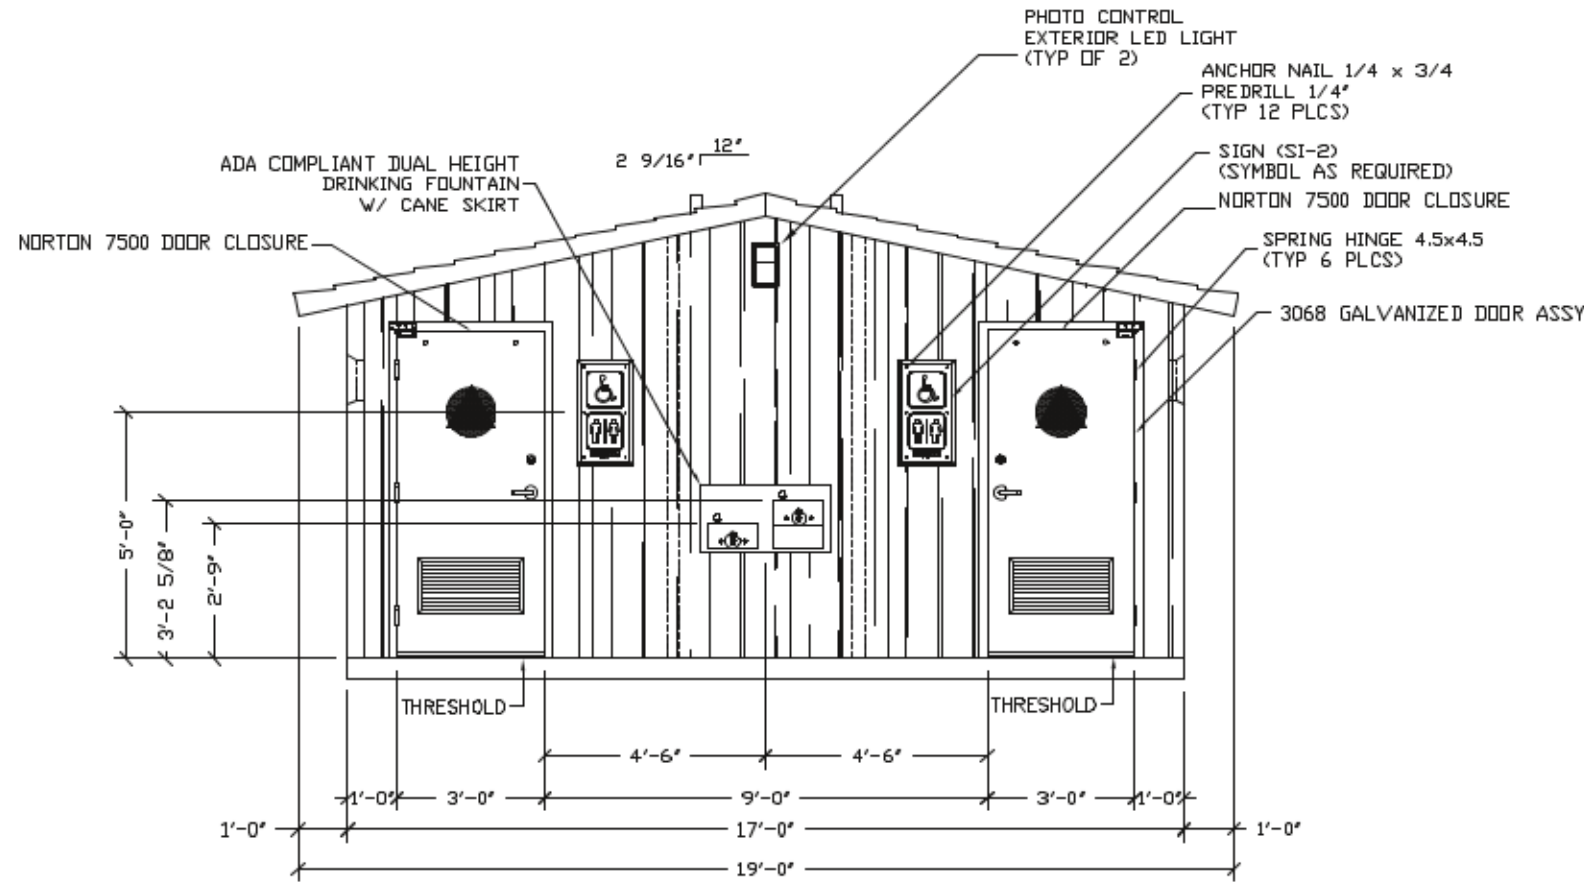 PHOTO CONTROL
EXTERIOR LED LIGHT
(TYP OF 2)
ANCHOR NAIL 1/4 x 3/4
PREDRILL 1/4"
(TYP 12 PLCS)
12"
2 9/16"
SIGN (SI-2)
(SYMBOL AS REQUIRED)
ADA COMPLIANT DUAL HEIGHT
DRINKING FOUNTAIN
W/ CANE SKIRT
NORTON 7500 DOOR CLOSURE
NORTON 7500 DOOR CLOSURE
SPRING HINGE 4.5x4.5
(TYP 6 PLCS)
3068 GALVANIZED DOOR ASSY
5'-0"
3'-2 5/8"
2'-9"
THRESHOLD
THRESHOLD
4'-6"
4'-6"
1'-0"
3'-0"
9'-0"
3'-0"
1'-0"
1'-0"
17'-0"
1'-0"
19'-0"